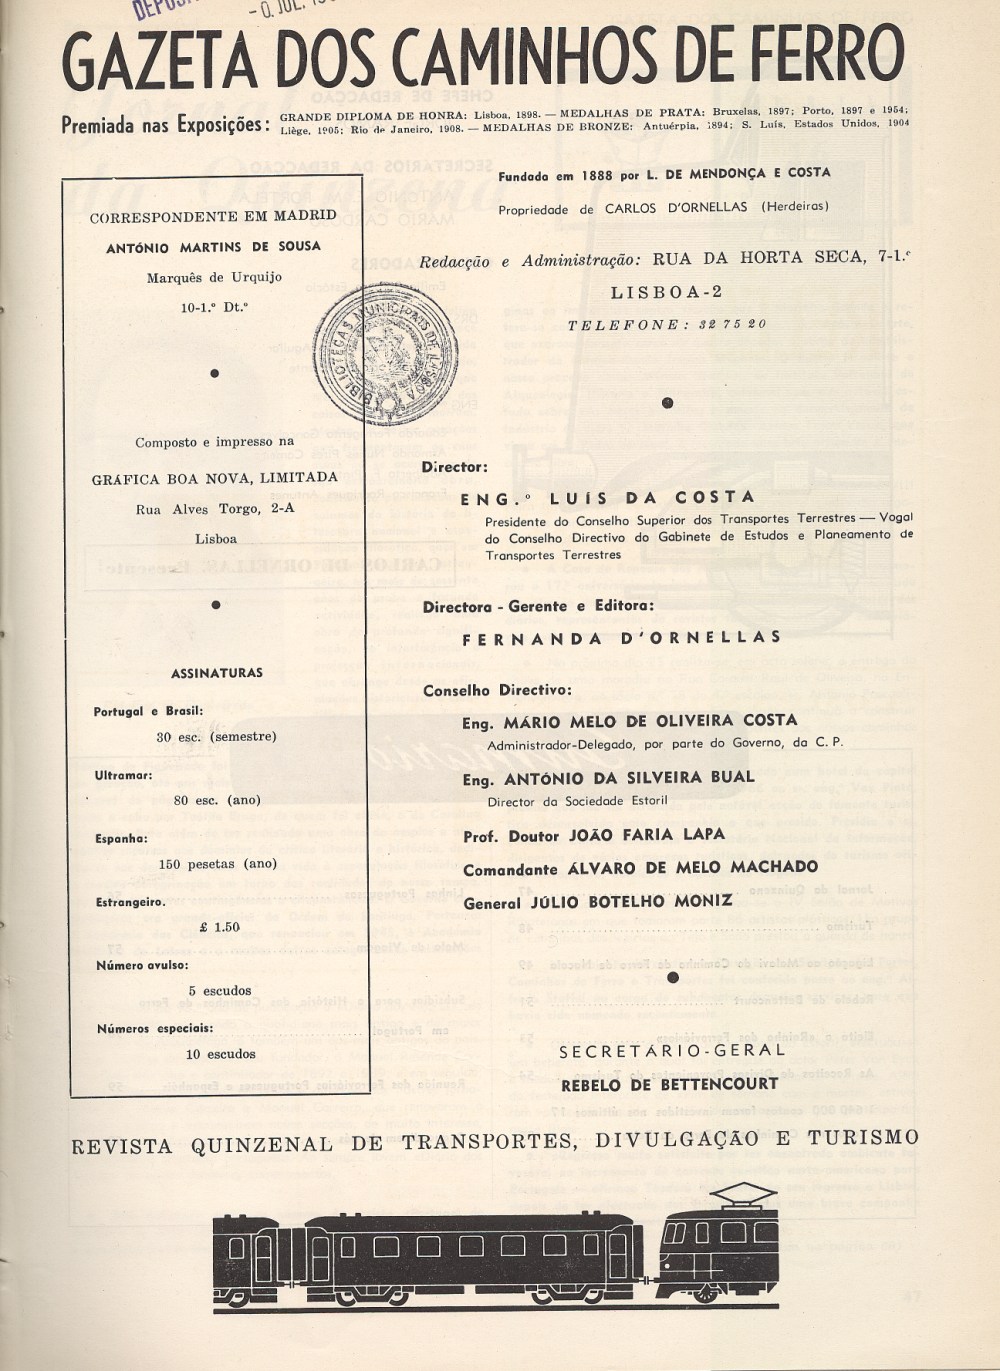 GAZETA DOS CAMINHOS DE FERRO
Premiada nas Exposições:
GRANDE DIPLOMA DE HONRA: Lisboa, 1898. — MEDALHAS DE PRATA: Bruxelas, 1897; Porto, 1897 e 1954;
Liège, 1905; Rio de Janeiro, 1908. — MEDALHAS DE BRONZE: Antuérpia, 1894; S. Luís, Estados Unidos, 1904
CORRESPONDENTE EM MADRID
ANTÓNIO MARTINS DE SOUSA
Marquês de Urquijo
10-1.º Dt.º
Composto e impresso na
GRÁFICA BOA NOVA, LIMITADA
Rua Alves Torgo, 2-A
Lisboa
ASSINATURAS
Portugal e Brasil:
30 esc. (semestre)
Ultramar:
80 esc. (ano)
Espanha:
150 pesetas (ano)
Estrangeiro.
£ 1.50
Número avulso:
5 escudos
Números especiais:
10 escudos
BIBLIOTECAS MUNICIPAIS DE LISBOA
Fundada em 1888 por L. DE MENDONÇA E COSTA
Propriedade de CARLOS D'ORNELLAS (Herdeiras)
Redacção e Administração: RUA DA HORTA SECA, 7-1.º
LISBOA-2
TELEFONE: 32 75 20
Director:
ENG.º LUÍS DA COSTA
Presidente do Conselho Superior dos Transportes Terrestres — Vogal
do Conselho Directivo do Gabinete de Estudos e Planeamento de
Transportes Terrestres
Directora - Gerente e Editora:
FERNANDA D'ORNELLAS
Conselho Directivo:
Eng. MÁRIO MELO DE OLIVEIRA COSTA
Administrador-Delegado, por parte do Governo, da C. P.
Eng. ANTÓNIO DA SILVEIRA BUAL
Director da Sociedade Estoril
Prof. Doutor JOÃO FARIA LAPA
Comandante ÁLVARO DE MELO MACHADO
General JÚLIO BOTELHO MONIZ
SECRETÁRIO-GERAL
REBELO DE BETTENCOURT
REVISTA QUINZENAL DE TRANSPORTES, DIVULGAÇÃO E TURISMO